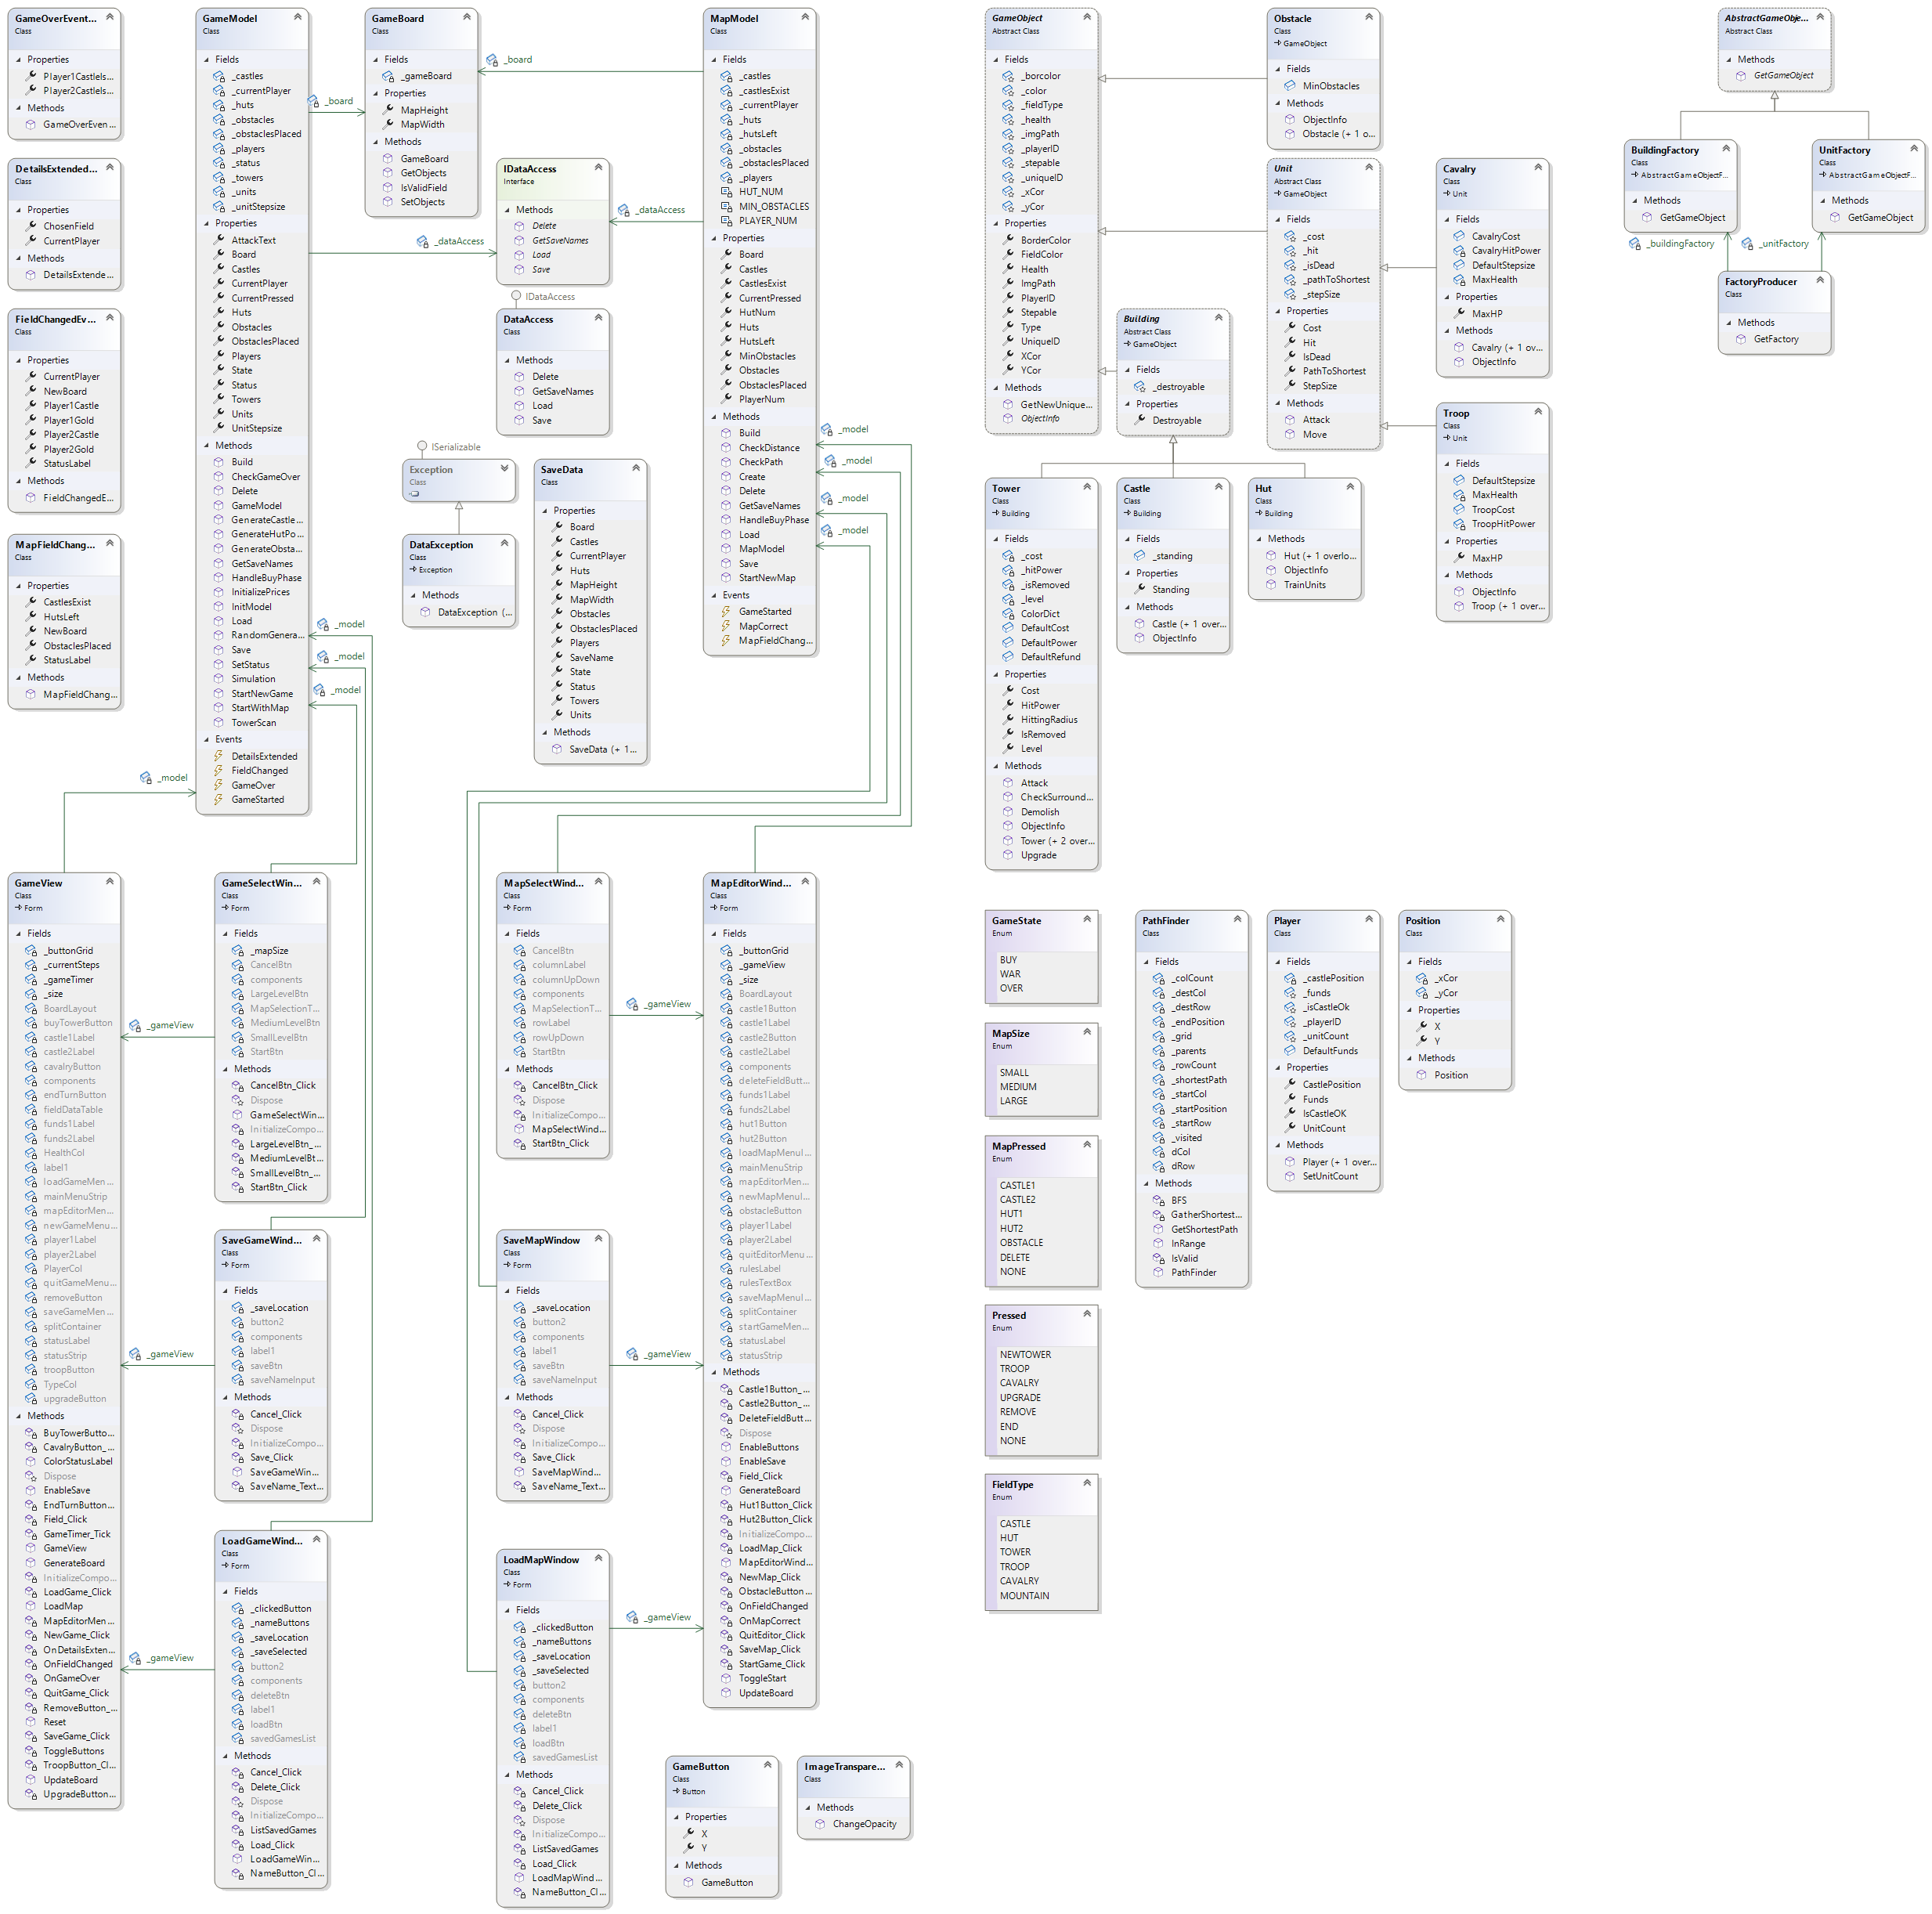 GameOverEvent...
Class
Properties
Player1CastleIs...
Player2CastleIs...
Methods
GameOverEven...
DetailsExtended...
Class
Properties
ChosenField
CurrentPlayer
Methods
DetailsExtende...
FieldChangedEv...
Class
Properties
CurrentPlayer
NewBoard
Player1Castle
Player1Gold
Player2Castle
Player2Gold
StatusLabel
Methods
FieldChangedE...
MapFieldChang...
Class
Properties
CastlesExist
HutsLeft
NewBoard
ObstaclesPlaced
StatusLabel
Methods
MapFieldChang...
GameModel
Class
Fields
_castles
_currentPlayer
_huts
_obstacles
_obstaclesPlaced
_players
_status
_towers
_units
_unitStepsize
Properties
AttackText
Board
Castles
CurrentPlayer
CurrentPressed
Huts
Obstacles
ObstaclesPlaced
Players
State
Status
Towers
Units
UnitStepsize
Methods
Build
CheckGameOver
Delete
GameModel
GenerateCastle...
GenerateHutPo...
GenerateObsta...
GetSaveNames
HandleBuyPhase
InitializePrices
InitModel
Load
RandomGenera...
Save
SetStatus
Simulation
StartNewGame
StartWithMap
TowerScan
Events
DetailsExtended
FieldChanged
GameOver
GameStarted
_board
_dataAccess
_model
_model
_model
_model
GameBoard
Class
Fields
_gameBoard
Properties
MapHeight
MapWidth
Methods
GameBoard
GetObjects
IsValidField
SetObjects
_board
IDataAccess
Interface
Methods
Delete
GetSaveNames
Load
Save
_dataAccess
IDataAccess
DataAccess
Class
Methods
Delete
GetSaveNames
Load
Save
ISerializable
Exception
Class
DataException
Class
Exception
Methods
DataException (...
SaveData
Class
Properties
Board
Castles
CurrentPlayer
Huts
MapHeight
MapWidth
Obstacles
ObstaclesPlaced
Players
SaveName
State
Status
Towers
Units
Methods
SaveData (+ 1...
MapModel
Class
Fields
_castles
_castlesExist
_currentPlayer
_huts
_hutsLeft
_obstacles
_obstaclesPlaced
_players
HUT_NUM
MIN_OBSTACLES
PLAYER_NUM
Properties
Board
Castles
CastlesExist
CurrentPressed
HutNum
Huts
HutsLeft
MinObstacles
Obstacles
ObstaclesPlaced
PlayerNum
Methods
Build
CheckDistance
CheckPath
Create
Delete
GetSaveNames
HandleBuyPhase
Load
MapModel
Save
StartNewMap
Events
GameStarted
MapCorrect
MapFieldChang...
_model
_model
_model
_model
GameObject
Abstract Class
Fields
_borcolor
_color
_fieldType
_health
_imgPath
_playerID
_stepable
_uniqueID
_xCor
_yCor
Properties
BorderColor
FieldColor
Health
ImgPath
PlayerID
Stepable
Type
UniqueID
XCor
YCor
Methods
GetNewUnique...
ObjectInfo
Obstacle
Class
GameObject
Fields
MinObstacles
Methods
ObjectInfo
Obstacle (+ 1 o...
Unit
Abstract Class
GameObject
Fields
_cost
_hit
_isDead
_pathToShortest
_stepSize
Properties
Cost
Hit
IsDead
PathToShortest
StepSize
Methods
Attack
Move
Cavalry
Class
Unit
Fields
CavalryCost
CavalryHitPower
DefaultStepsize
MaxHealth
Properties
MaxHP
Methods
Cavalry (+ 1 ov...
ObjectInfo
Troop
Class
Unit
Fields
DefaultStepsize
MaxHealth
TroopCost
TroopHitPower
Properties
MaxHP
Methods
ObjectInfo
Troop (+ 1 over...
Building
Abstract Class
GameObject
Fields
_destroyable
Properties
Destroyable
Tower
Class
Building
Fields
_cost
_hitPower
_isRemoved
_level
ColorDict
DefaultCost
DefaultPower
DefaultRefund
Properties
Cost
HitPower
HittingRadius
IsRemoved
Level
Methods
Attack
CheckSurround...
Demolish
ObjectInfo
Tower (+ 2 over...
Upgrade
Castle
Class
Building
Fields
_standing
Properties
Standing
Methods
Castle (+ 1 over...
ObjectInfo
Hut
Class
Building
Methods
Hut (+ 1 overlo...
ObjectInfo
TrainUnits
AbstractGameObje...
Abstract Class
Methods
GetGameObject
BuildingFactory
Class
AbstractGameObjectF...
Methods
GetGameObject
UnitFactory
Class
AbstractGameObjectF...
Methods
GetGameObject
_buildingFactory
_unitFactory
FactoryProducer
Class
Methods
GetFactory
GameView
Class
Form
Fields
_buttonGrid
_currentSteps
_gameTimer
_size
BoardLayout
buyTowerButton
castle1Label
castle2Label
cavalryButton
components
endTurnButton
fieldDataTable
funds1Label
funds2Label
HealthCol
label1
loadGameMen...
mainMenuStrip
mapEditorMen...
newGameMenu...
player1Label
player2Label
PlayerCol
quitGameMenu...
removeButton
saveGameMen...
splitContainer
statusLabel
statusStrip
troopButton
TypeCol
upgradeButton
Methods
BuyTowerButto...
CavalryButton_...
ColorStatusLabel
Dispose
EnableSave
EndTurnButton...
Field_Click
GameTimer_Tick
GameView
GenerateBoard
InitializeCompo...
LoadGame_Click
LoadMap
MapEditorMen...
NewGame_Click
OnDetailsExten...
OnFieldChanged
OnGameOver
QuitGame_Click
RemoveButton_...
Reset
SaveGame_Click
ToggleButtons
TroopButton_Cl...
UpdateBoard
UpgradeButton...
GameSelectWin...
Class
Form
Fields
_mapSize
CancelBtn
components
LargeLevelBtn
MapSelectionT...
MediumLevelBtn
SmallLevelBtn
StartBtn
Methods
CancelBtn_Click
Dispose
GameSelectWin...
InitializeCompo...
LargeLevelBtn_...
MediumLevelBt...
SmallLevelBtn_...
StartBtn_Click
_gameView
SaveGameWind...
Class
Form
Fields
_saveLocation
button2
components
label1
saveBtn
saveNameInput
Methods
Cancel_Click
Dispose
InitializeCompo...
Save_Click
SaveGameWin...
SaveName_Text...
_gameView
LoadGameWind...
Class
Form
Fields
_clickedButton
_nameButtons
_saveLocation
_saveSelected
button2
components
deleteBtn
label1
loadBtn
savedGamesList
Methods
Cancel_Click
Delete_Click
Dispose
InitializeCompo...
ListSavedGames
Load_Click
LoadGameWin...
NameButton_Cl...
_gameView
MapSelectWind...
Class
Form
Fields
CancelBtn
columnLabel
columnUpDown
components
MapSelectionT...
rowLabel
rowUpDown
StartBtn
Methods
CancelBtn_Click
Dispose
InitializeCompo...
MapSelectWind...
StartBtn_Click
_gameView
SaveMapWindow
Class
Form
Fields
_saveLocation
button2
components
label1
saveBtn
saveNameInput
Methods
Cancel_Click
Dispose
InitializeCompo...
Save_Click
SaveMapWind...
SaveName_Text...
_gameView
LoadMapWindow
Class
Form
Fields
_clickedButton
_nameButtons
_saveLocation
_saveSelected
button2
components
deleteBtn
label1
loadBtn
savedGamesList
Methods
Cancel_Click
Delete_Click
Dispose
InitializeCompo...
ListSavedGames
Load_Click
LoadMapWind...
NameButton_Cl...
_gameView
MapEditorWind...
Class
Form
Fields
_buttonGrid
_gameView
_size
BoardLayout
castle1Button
castle1Label
castle2Button
castle2Label
components
deleteFieldButt...
funds1Label
funds2Label
hut1Button
hut2Button
loadMapMenuI...
mainMenuStrip
mapEditorMen...
newMapMenuI...
obstacleButton
player1Label
player2Label
quitEditorMenu...
rulesLabel
rulesTextBox
saveMapMenuI...
splitContainer
startGameMen...
statusLabel
statusStrip
Methods
Castle1Button_...
Castle2Button_...
DeleteFieldButt...
Dispose
EnableButtons
EnableSave
Field_Click
GenerateBoard
Hut1Button_Click
Hut2Button_Click
InitializeCompo...
LoadMap_Click
MapEditorWind...
NewMap_Click
ObstacleButton...
OnFieldChanged
OnMapCorrect
QuitEditor_Click
SaveMap_Click
StartGame_Click
ToggleStart
UpdateBoard
GameButton
Class
Button
Properties
X
Y
Methods
GameButton
ImageTranspare...
Class
Methods
ChangeOpacity
GameState
Enum
BUY
WAR
OVER
MapSize
Enum
SMALL
MEDIUM
LARGE
MapPressed
Enum
CASTLE1
CASTLE2
HUT1
HUT2
OBSTACLE
DELETE
NONE
Pressed
Enum
NEWTOWER
TROOP
CAVALRY
UPGRADE
REMOVE
END
NONE
FieldType
Enum
CASTLE
HUT
TOWER
TROOP
CAVALRY
MOUNTAIN
PathFinder
Class
Fields
_colCount
_destCol
_destRow
_endPosition
_grid
_parents
_rowCount
_shortestPath
_startCol
_startPosition
_startRow
_visited
dCol
dRow
Methods
BFS
GatherShortest...
GetShortestPath
InRange
IsValid
PathFinder
Player
Class
Fields
_castlePosition
_funds
_isCastleOk
_playerID
_unitCount
DefaultFunds
Properties
CastlePosition
Funds
IsCastleOK
UnitCount
Methods
Player (+ 1 over...
SetUnitCount
Position
Class
Fields
_xCor
_yCor
Properties
X
Y
Methods
Position